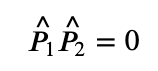 P̂₁P̂₂ = 0